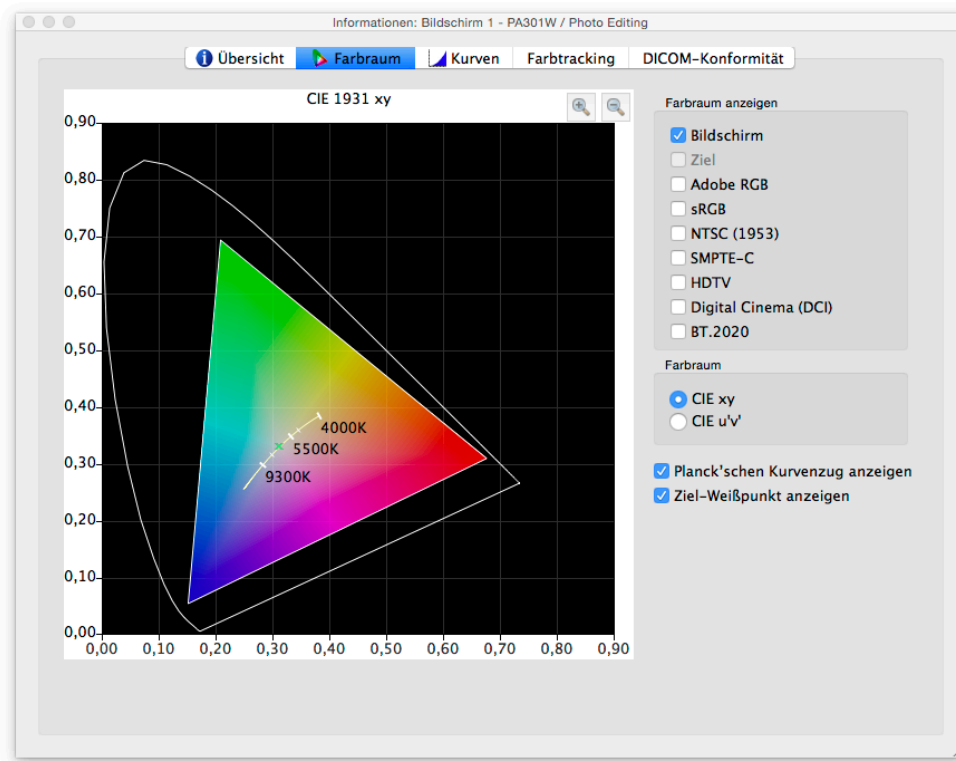 Informationen: Bildschirm 1 - PA301W / Photo Editing
Übersicht Farbraum Kurven Farbtracking DICOM-Konformität
CIE 1931 xy
0,90
0,80
0,70
0,60
0,50
0,40
0,30
0,20
0,10
0,00
0,00 0,10 0,20 0,30 0,40 0,50 0,60 0,70 0,80 0,90
4000K
5500K
9300K
Farbraum anzeigen
Bildschirm
Ziel
Adobe RGB
sRGB
NTSC (1953)
SMPTE-C
HDTV
Digital Cinema (DCI)
BT.2020
Farbraum
CIE xy
CIE u'v'
Planck'schen Kurvenzug anzeigen
Ziel-Weißpunkt anzeigen